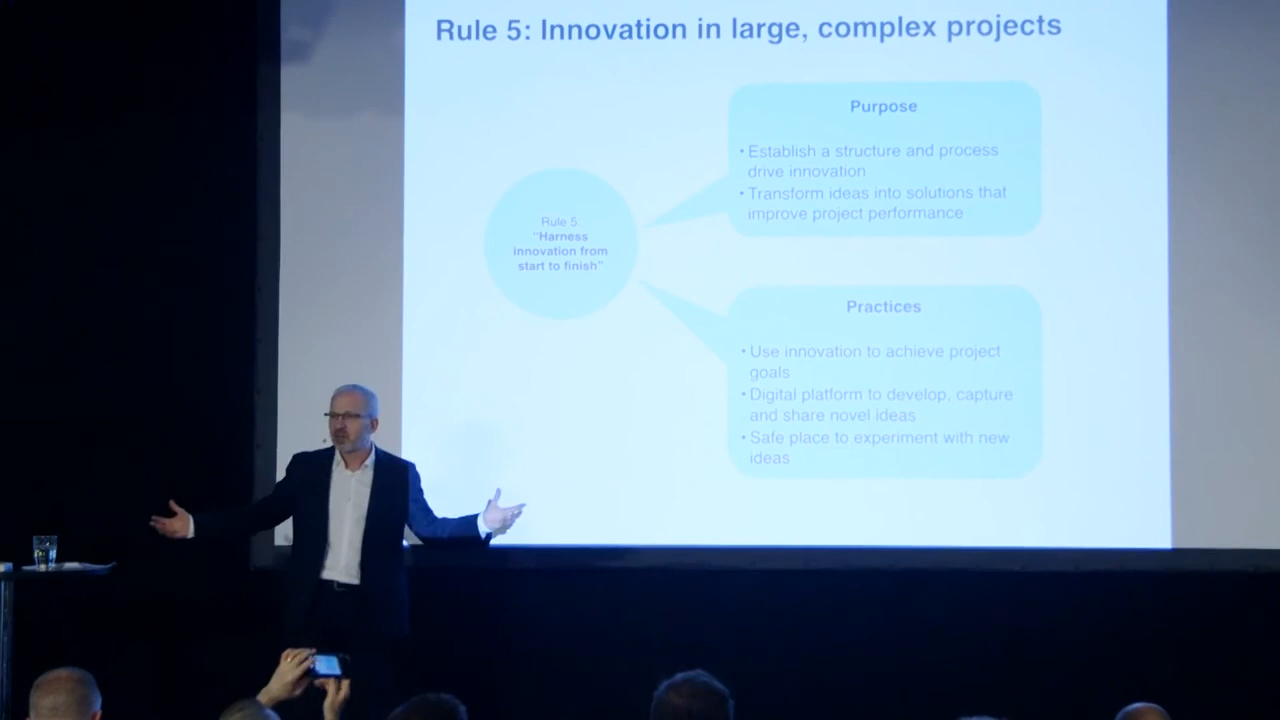 Rule 5: Innovation in large, complex projects
Purpose
• Establish a structure and process
drive innovation
• Transform ideas into solutions that
improve project performance
Rule 5
“Harness
innovation from
start to finish”
Practices
• Use innovation to achieve project
goals
• Digital platform to develop, capture
and share novel ideas
• Safe place to experiment with new
ideas